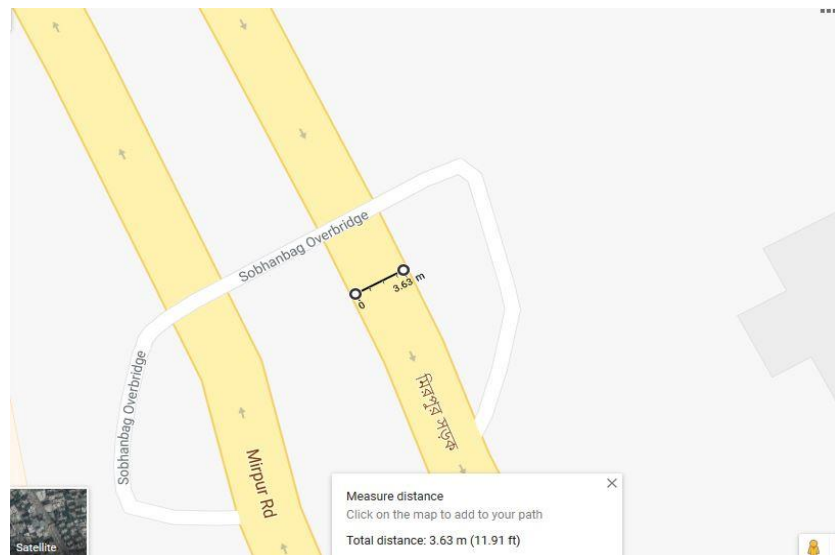 Sobhanbag Overbridge
0
3.63 m
Sobhanbag Overbridge
মিরপুর সড়ক
Mirpur Rd
Measure distance
Click on the map to add to your path
Total distance: 3.63 m (11.91 ft)
Satellite